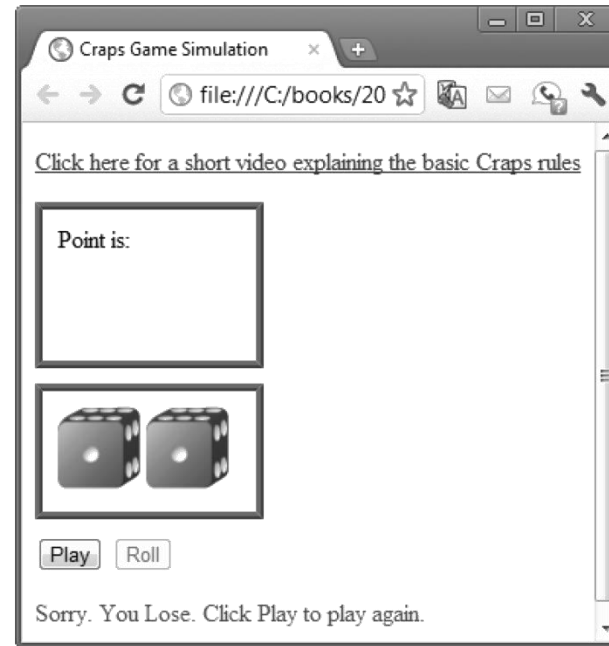 Craps Game Simulation
file:///C:/books/20
Click here for a short video explaining the basic Craps rules
Point is:
Play Roll
Sorry. You Lose. Click Play to play again.